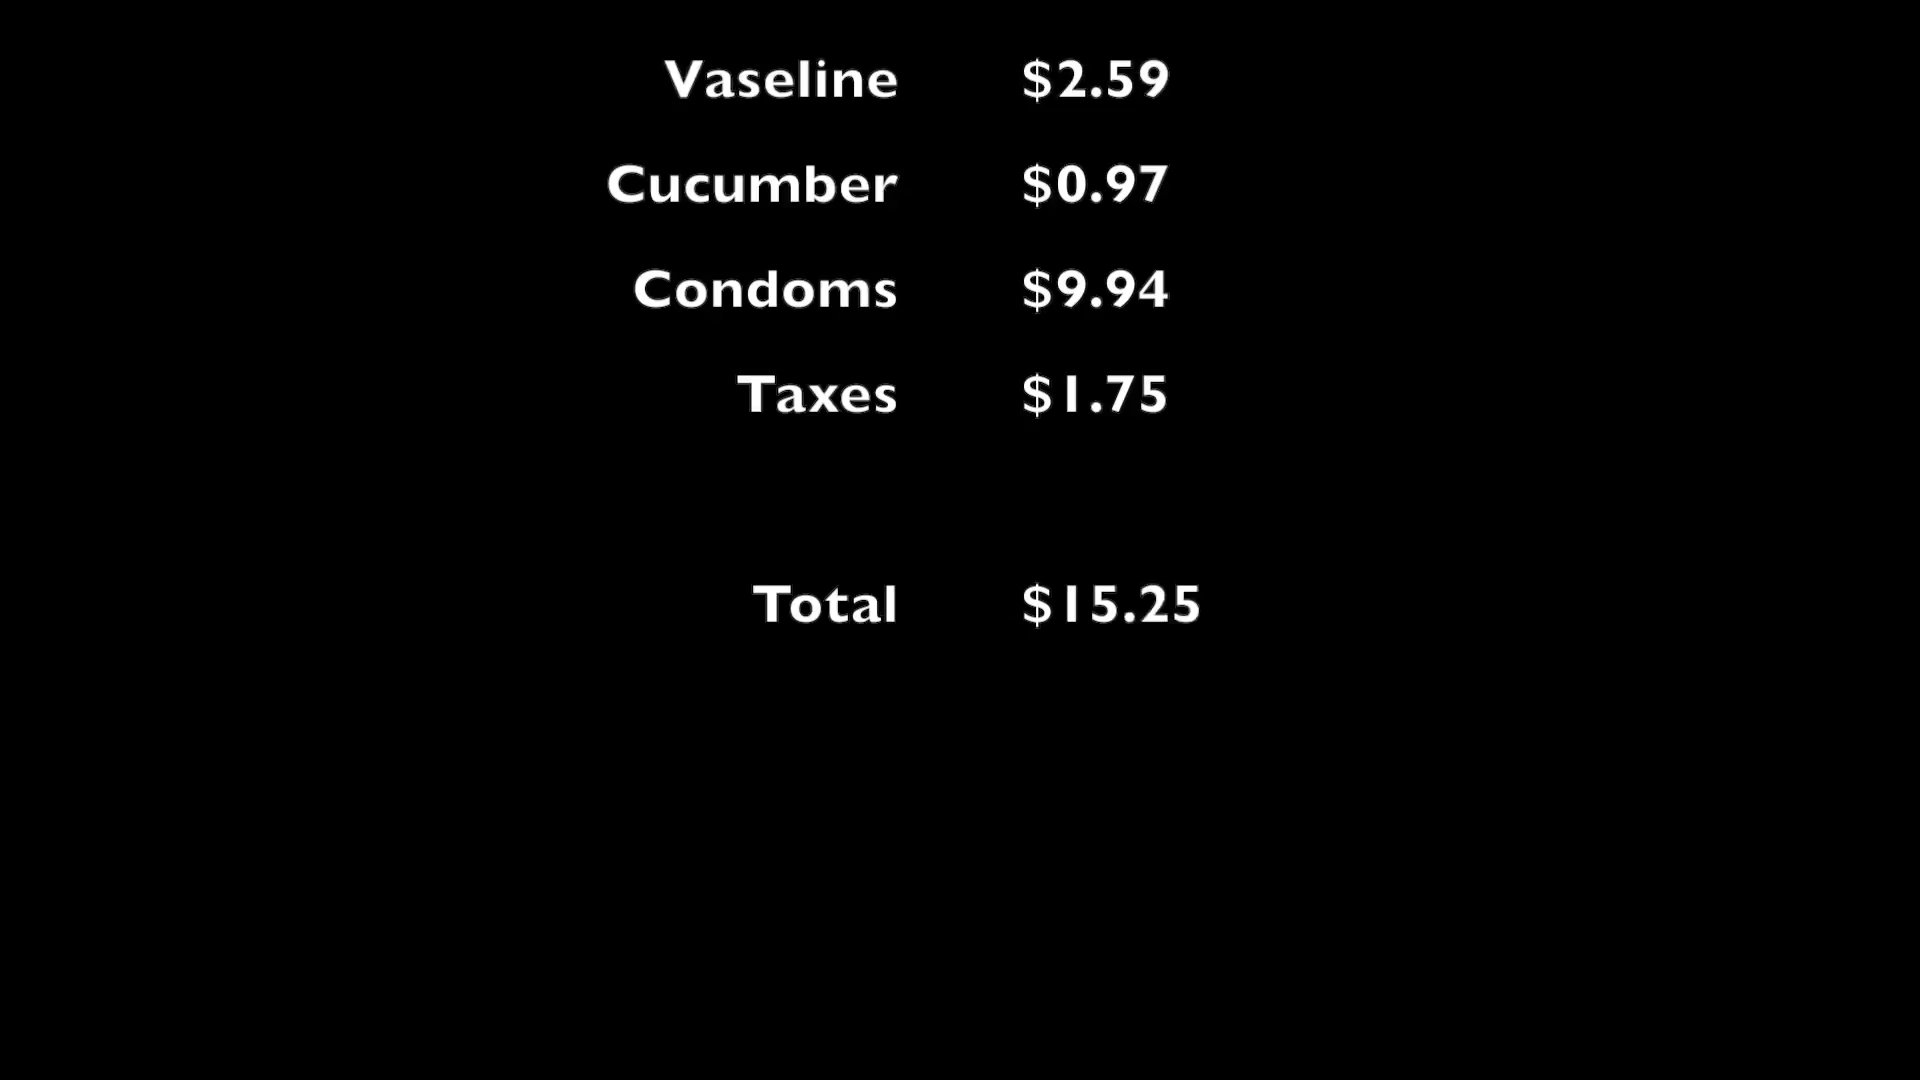 Vaseline $2.59
Cucumber $0.97
Condoms $9.94
Taxes $1.75
Total $15.25